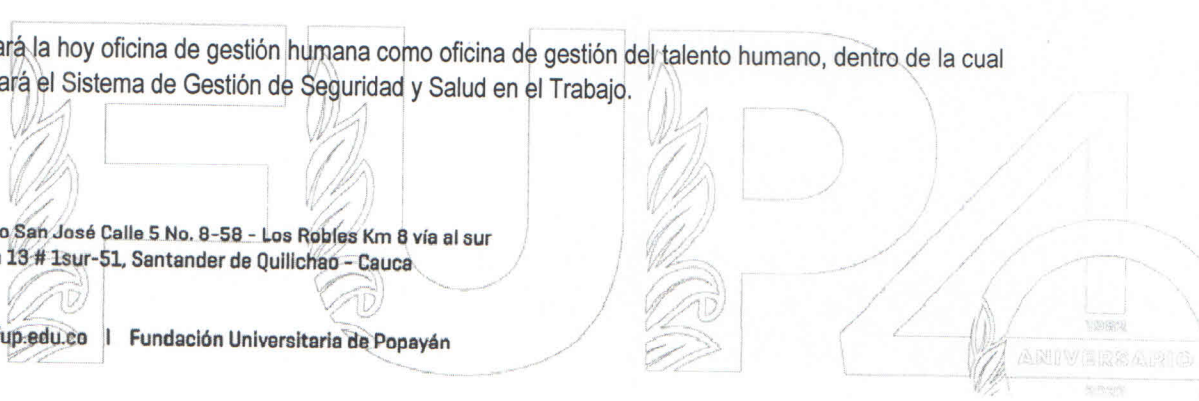 ará la hoy oficina de gestión humana como oficina de gestión del talento humano, dentro de la cual
ará el Sistema de Gestión de Seguridad y Salud en el Trabajo.
o San José Calle 5 No. 8-58 - Los Robles Km 8 vía al sur
13 # 1sur-51, Santander de Quilichao - Cauca
up.edu.co | Fundación Universitaria de Popayán
FUP4
1982
ANIVERSARIO